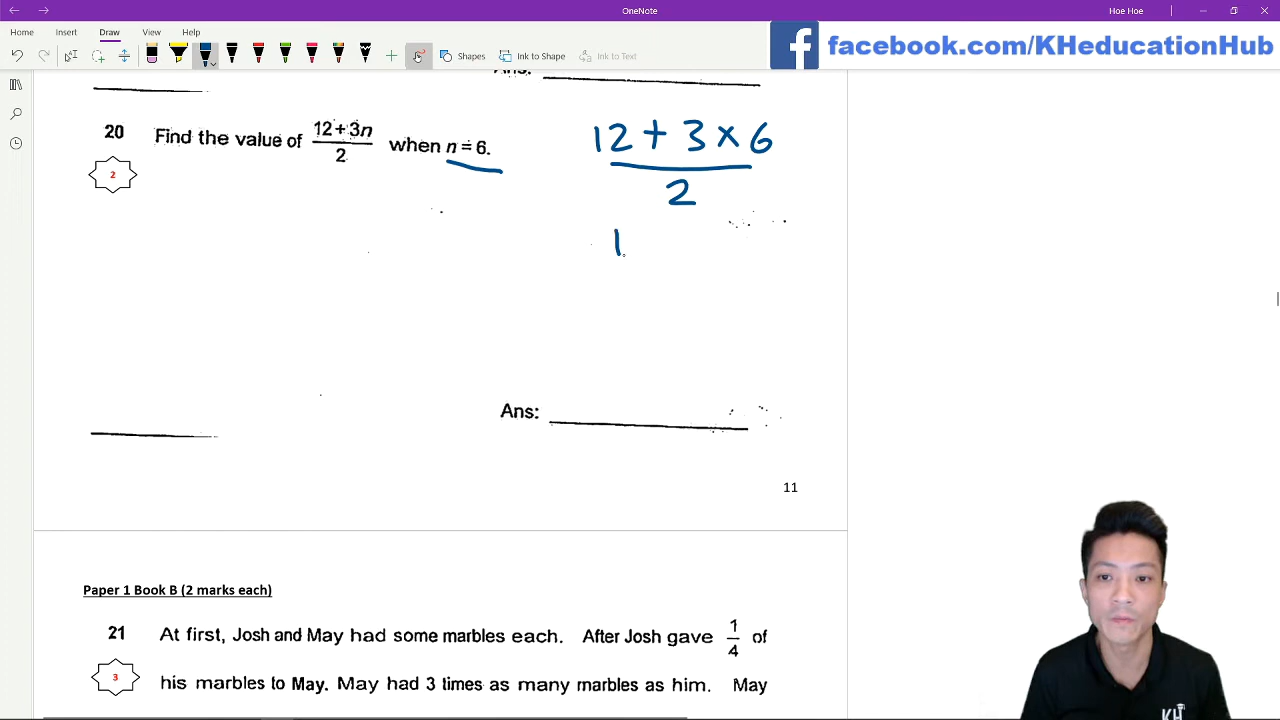 OneNote
Hoe Hoe
Home Insert Draw View Help
Shapes Ink to Shape Ink to Text
f facebook.com/KHeducationHub
Ans:
20 Find the value of (12+3n)/2 when n = 6.
2
12 + 3 × 6
2
1
Ans:
11
Paper 1 Book B (2 marks each)
21 At first, Josh and May had some marbles each. After Josh gave 1/4 of
3 his marbles to May. May had 3 times as many marbles as him. May
KH